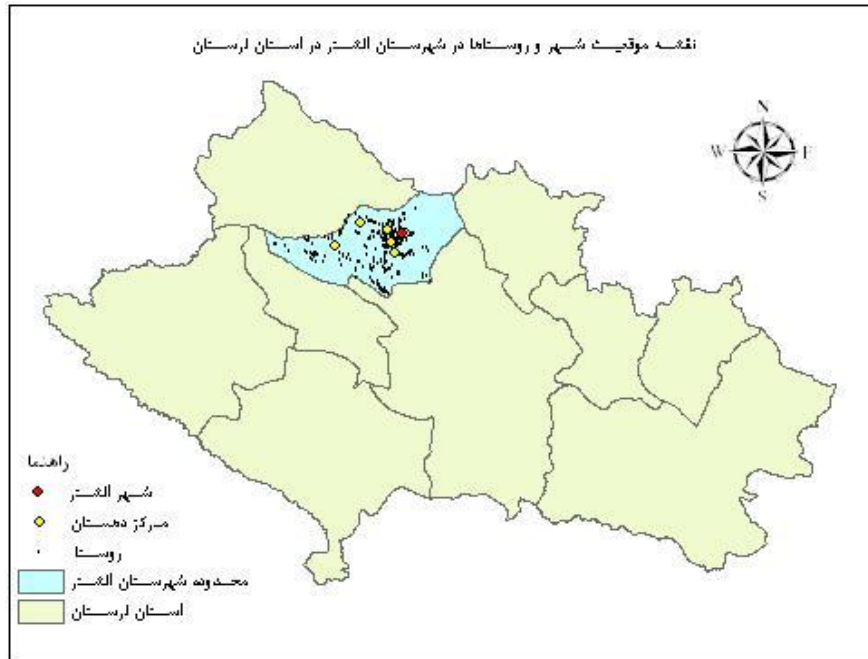 نقشه موقعیت شهر و روستاها در شهرستان الشتر در استان لرستان
N
W E
S
راهنما
شهر الشتر
مرکز دهستان
روستا
محدوده شهرستان الشتر
استان لرستان